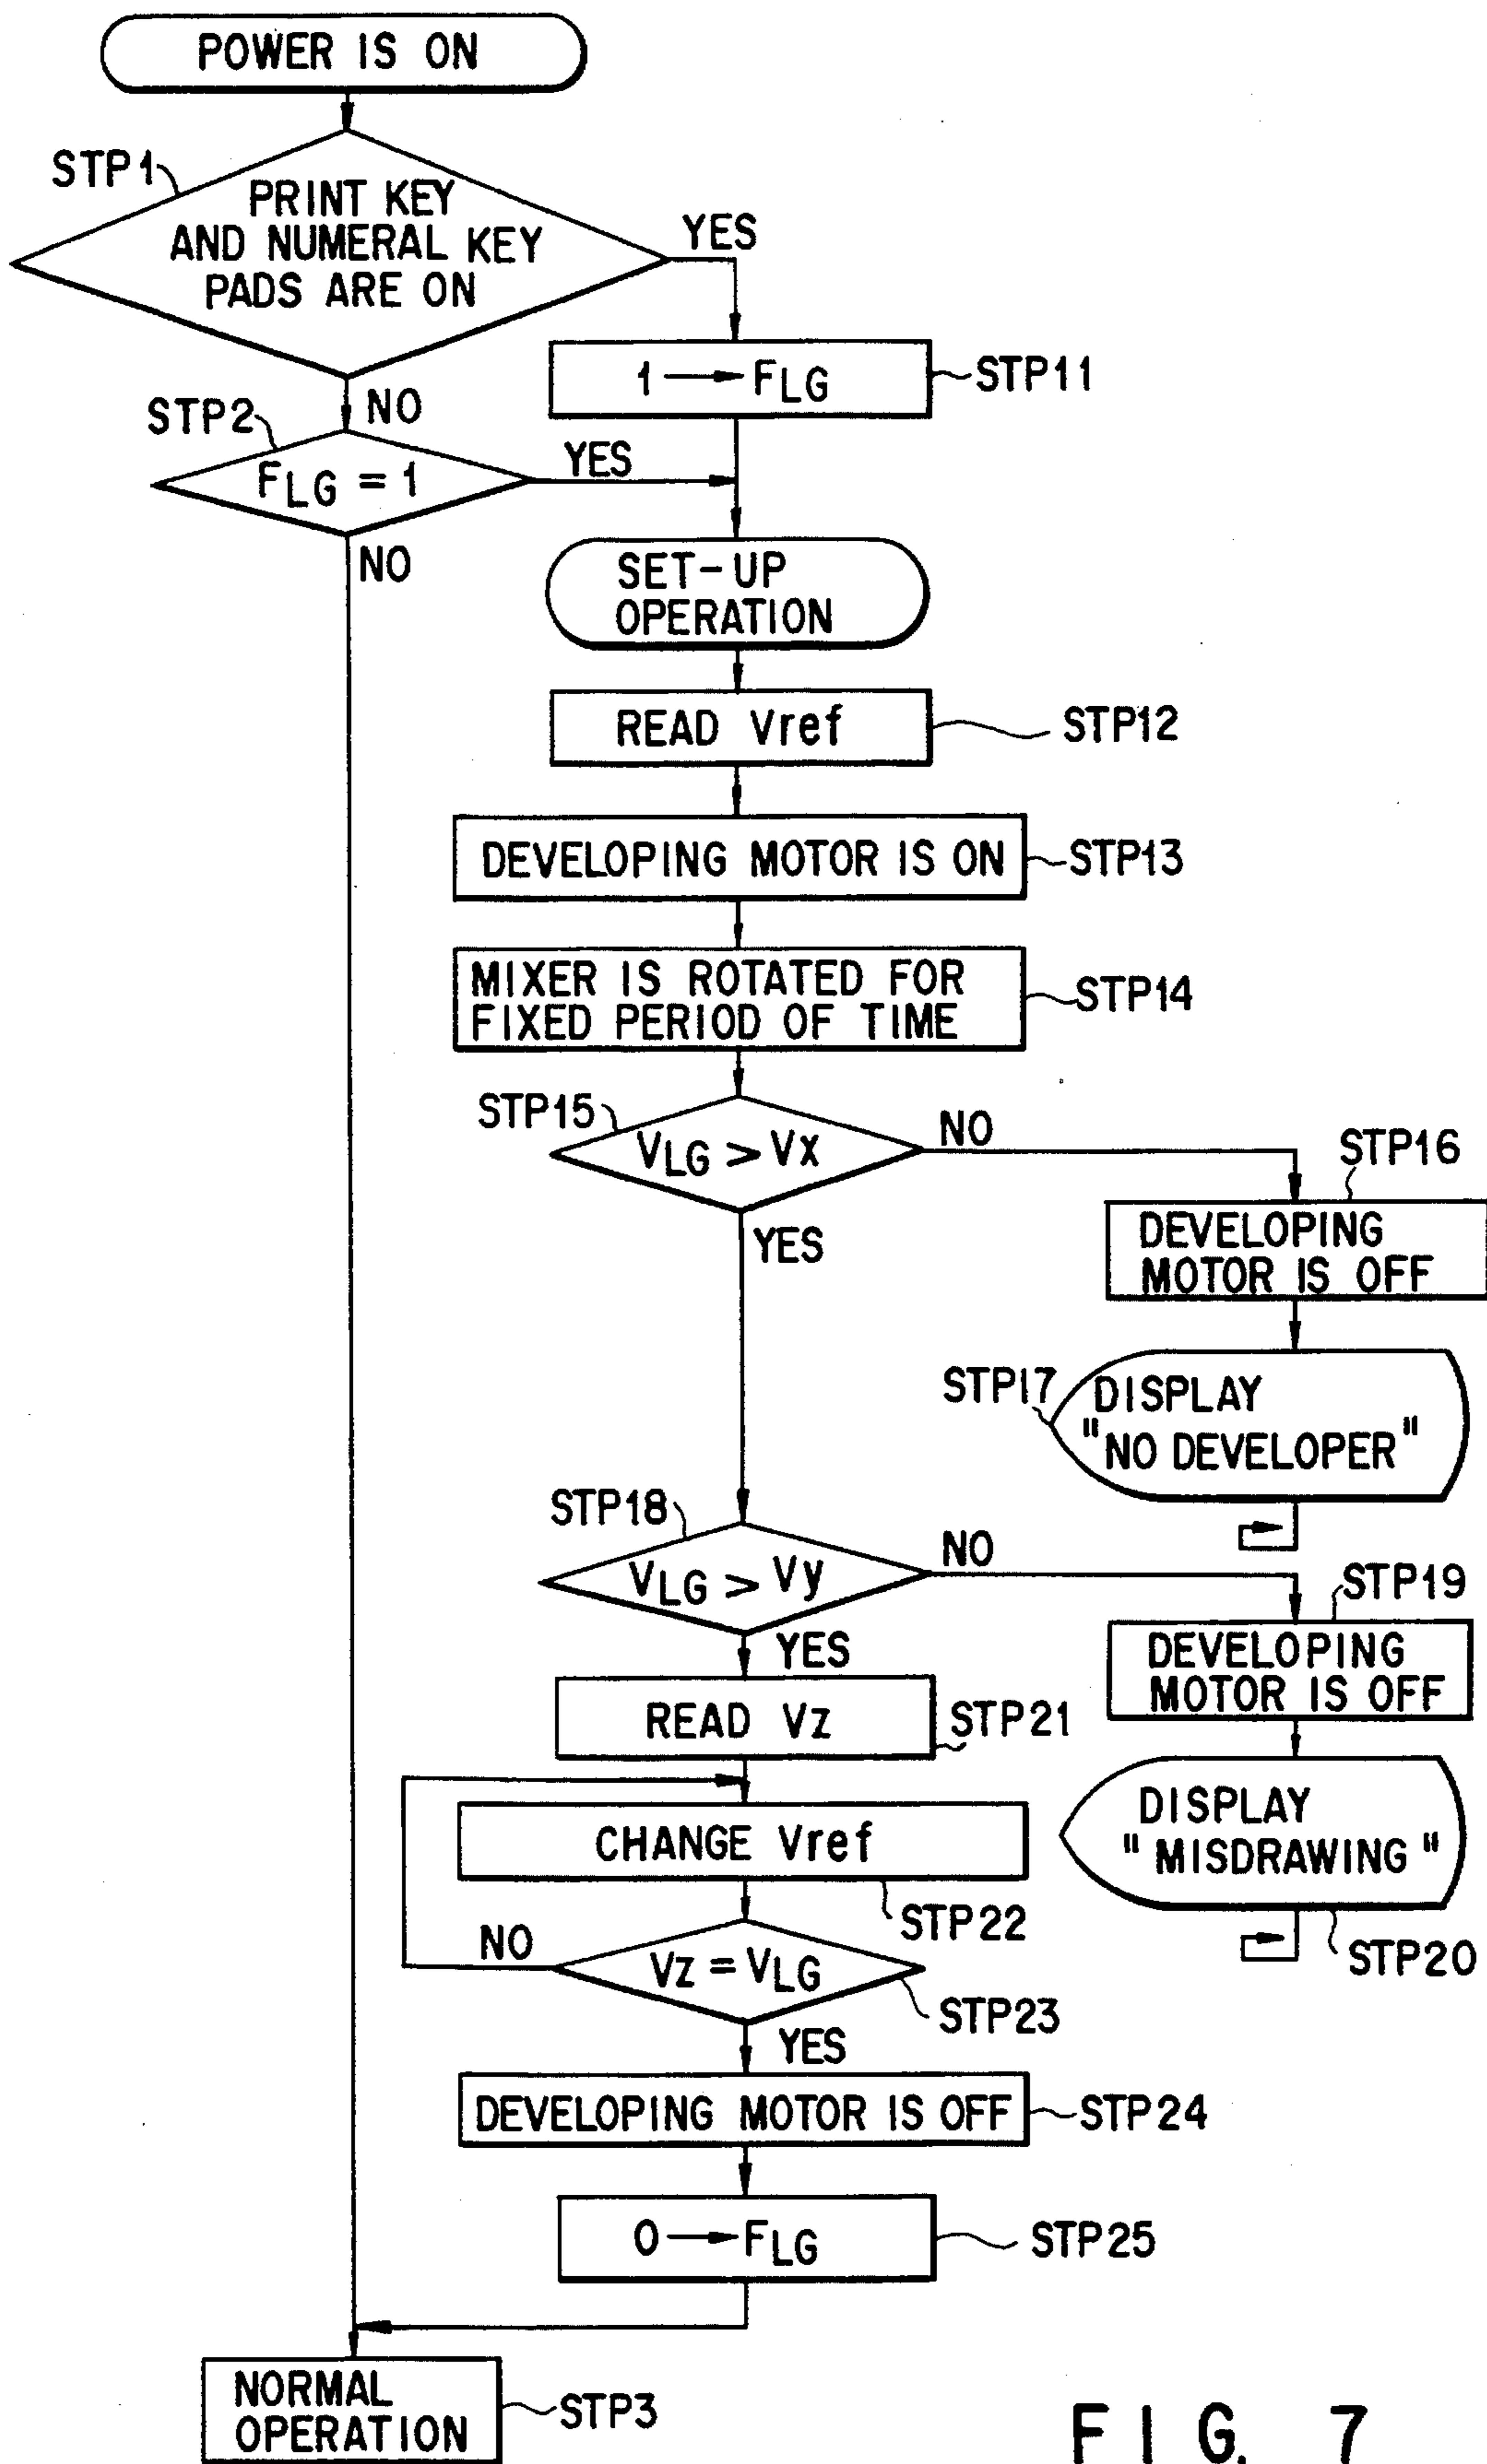 POWER IS ON
STP1
PRINT KEY
AND NUMERAL KEY
PADS ARE ON
YES
1 → FLG
STP11
NO
STP2
FLG = 1
YES
NO
SET-UP
OPERATION
READ Vref
STP12
DEVELOPING MOTOR IS ON
STP13
MIXER IS ROTATED FOR
FIXED PERIOD OF TIME
STP14
STP15
VLG > Vx
NO
YES
STP16
DEVELOPING
MOTOR IS OFF
STP17
DISPLAY
"NO DEVELOPER"
STP18
VLG > Vy
NO
YES
STP19
DEVELOPING
MOTOR IS OFF
DISPLAY
"MISDRAWING"
STP20
READ Vz
STP21
CHANGE Vref
STP22
NO
Vz = VLG
STP23
YES
DEVELOPING MOTOR IS OFF
STP24
0 → FLG
STP25
NORMAL
OPERATION
STP3
FIG. 7